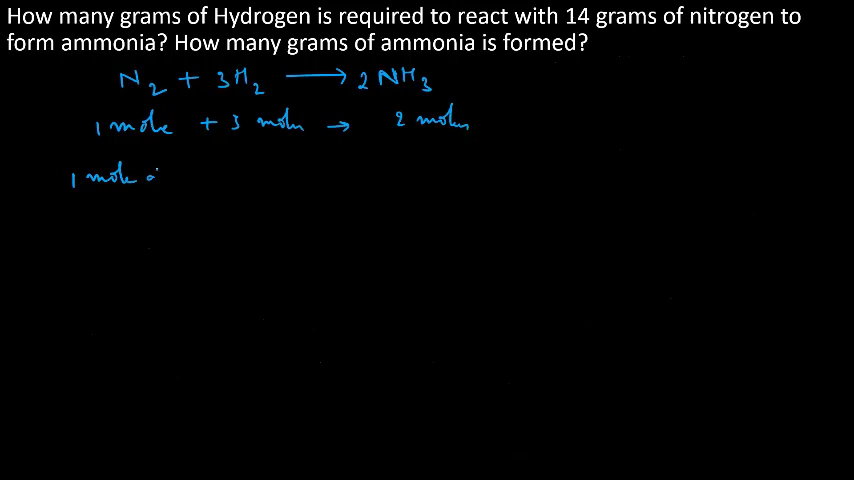 How many grams of Hydrogen is required to react with 14 grams of nitrogen to
form ammonia? How many grams of ammonia is formed?
N₂ + 3H₂ ⟶ 2NH₃
1 mole + 3 moles → 2 moles
1 mole o